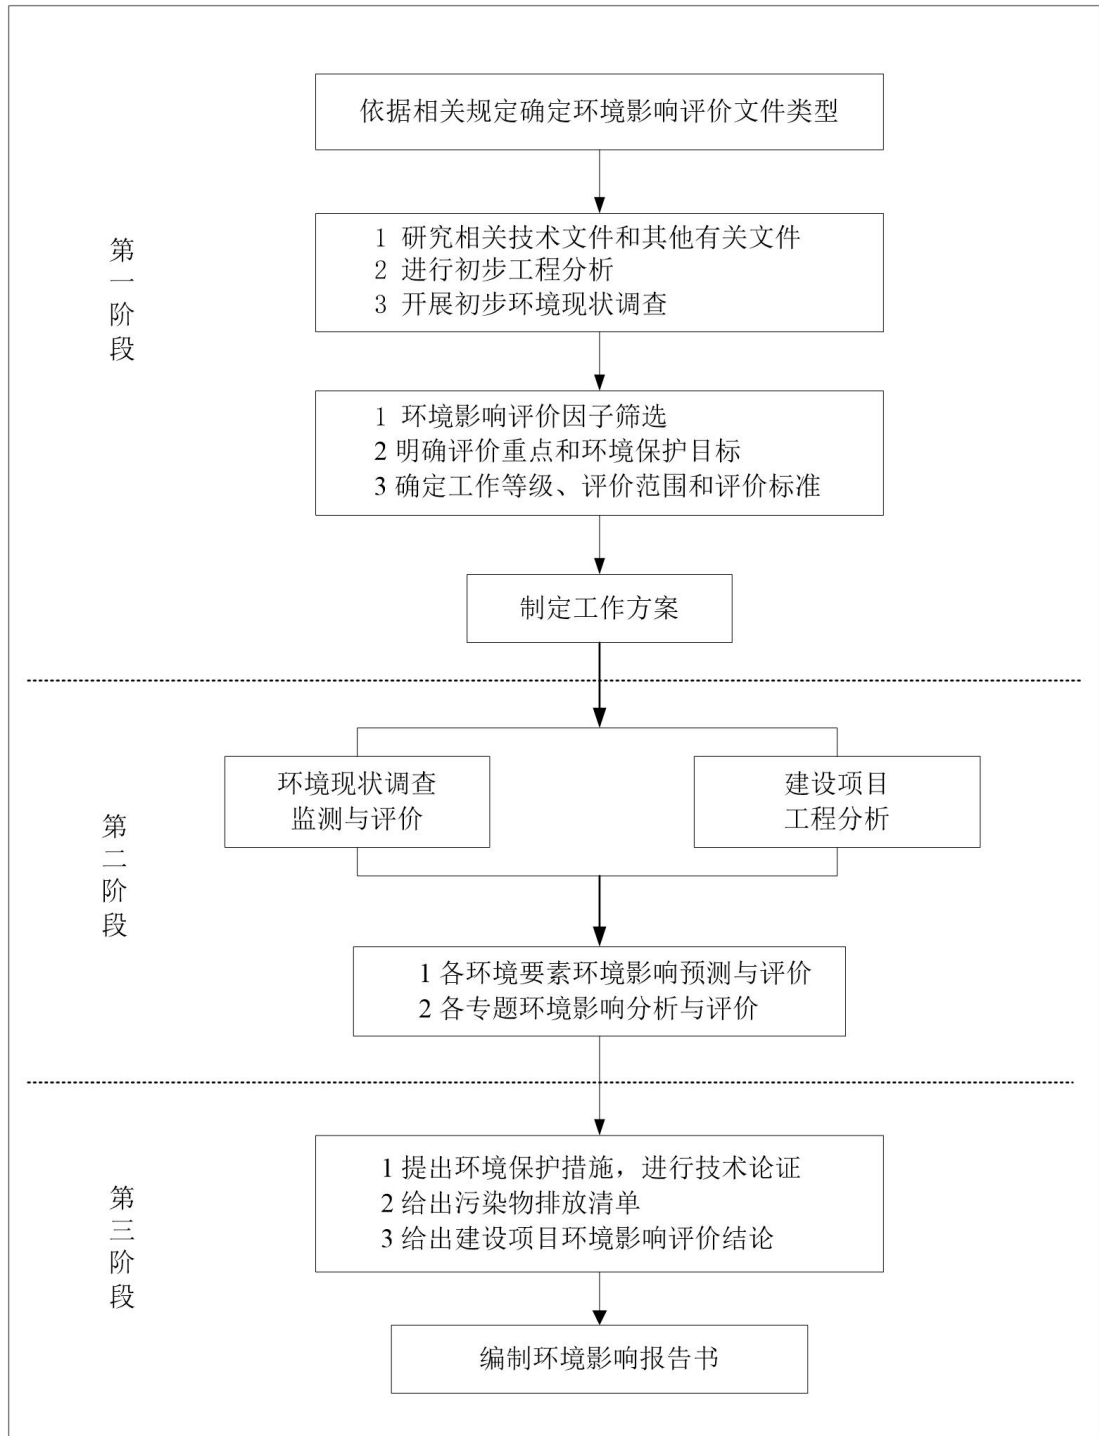 依据相关规定确定环境影响评价文件类型
第一阶段
1 研究相关技术文件和其他有关文件
2 进行初步工程分析
3 开展初步环境现状调查
1 环境影响评价因子筛选
2 明确评价重点和环境保护目标
3 确定工作等级、评价范围和评价标准
制定工作方案
第二阶段
环境现状调查
监测与评价
建设项目
工程分析
1 各环境要素环境影响预测与评价
2 各专题环境影响分析与评价
第三阶段
1 提出环境保护措施，进行技术论证
2 给出污染物排放清单
3 给出建设项目环境影响评价结论
编制环境影响报告书